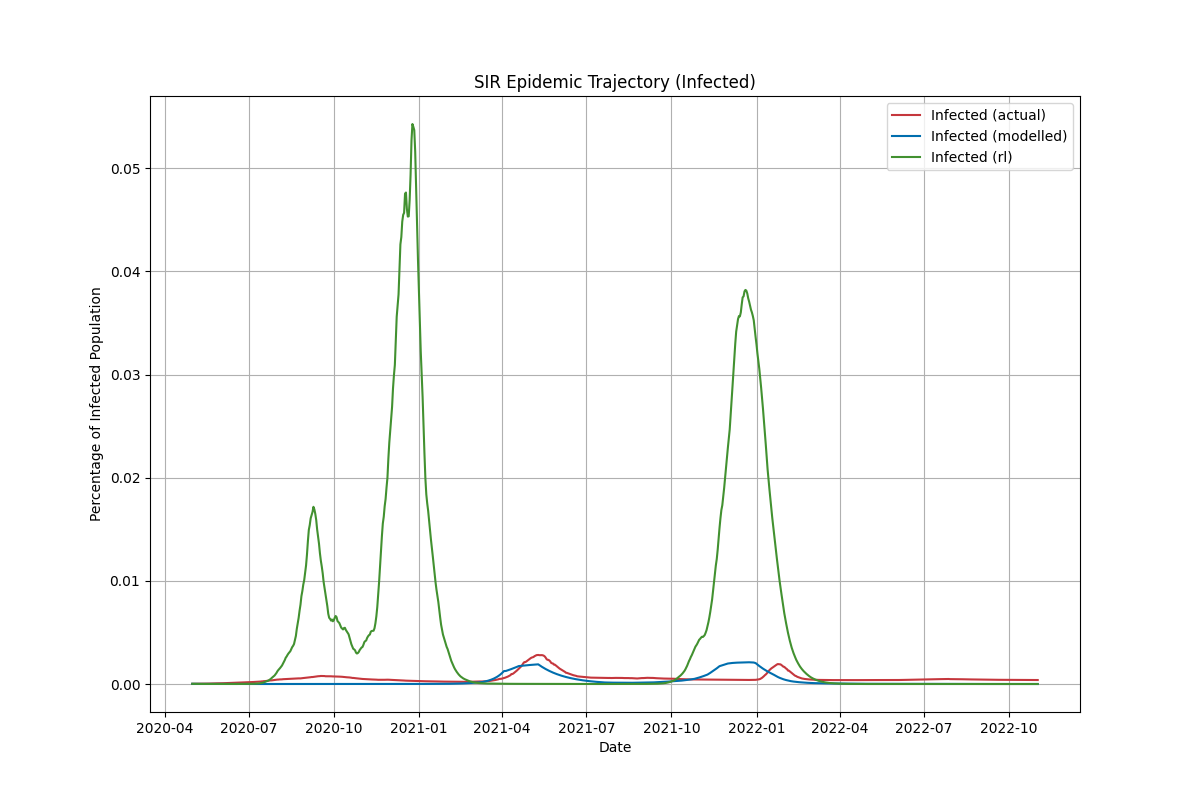 SIR Epidemic Trajectory (Infected)
Infected (actual)
Infected (modelled)
Infected (rl)
Percentage of Infected Population
0.05
0.04
0.03
0.02
0.01
0.00
2020-04 2020-07 2020-10 2021-01 2021-04 2021-07 2021-10 2022-01 2022-04 2022-07 2022-10
Date